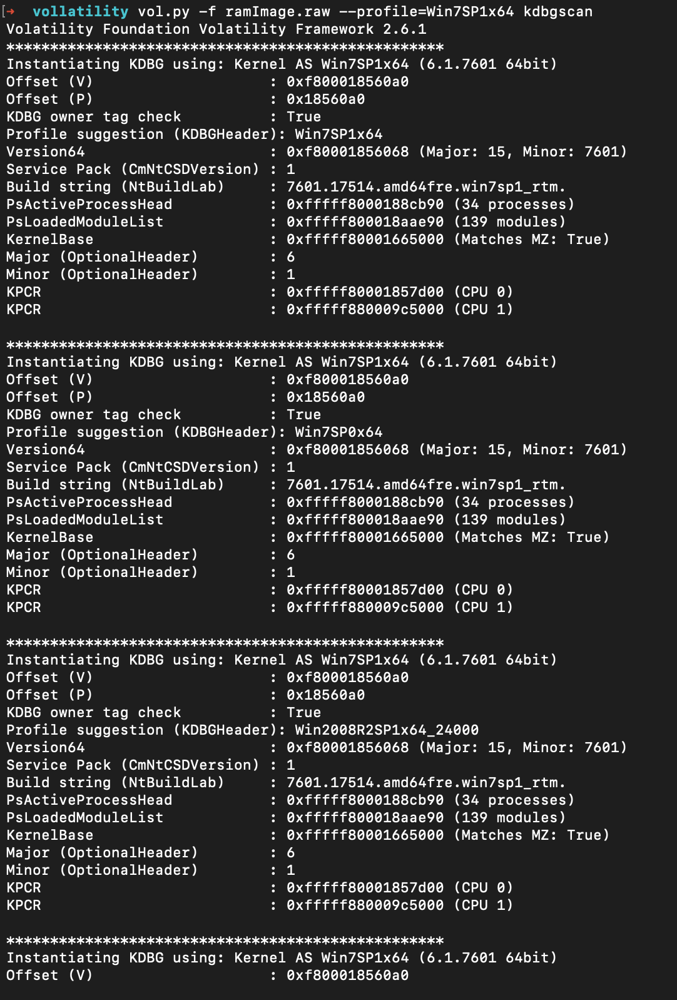 [→  vollatility vol.py -f ramImage.raw --profile=Win7SP1x64 kdbgscan
Volatility Foundation Volatility Framework 2.6.1
**************************************************
Instantiating KDBG using: Kernel AS Win7SP1x64 (6.1.7601 64bit)
Offset (V)                    : 0xf800018560a0
Offset (P)                    : 0x18560a0
KDBG owner tag check          : True
Profile suggestion (KDBGHeader): Win7SP1x64
Version64                     : 0xf80001856068 (Major: 15, Minor: 7601)
Service Pack (CmNtCSDVersion) : 1
Build string (NtBuildLab)     : 7601.17514.amd64fre.win7sp1_rtm.
PsActiveProcessHead           : 0xfffff8000188cb90 (34 processes)
PsLoadedModuleList            : 0xfffff800018aae90 (139 modules)
KernelBase                    : 0xfffff80001665000 (Matches MZ: True)
Major (OptionalHeader)        : 6
Minor (OptionalHeader)        : 1
KPCR                          : 0xfffff80001857d00 (CPU 0)
KPCR                          : 0xfffff880009c5000 (CPU 1)

**************************************************
Instantiating KDBG using: Kernel AS Win7SP1x64 (6.1.7601 64bit)
Offset (V)                    : 0xf800018560a0
Offset (P)                    : 0x18560a0
KDBG owner tag check          : True
Profile suggestion (KDBGHeader): Win7SP0x64
Version64                     : 0xf80001856068 (Major: 15, Minor: 7601)
Service Pack (CmNtCSDVersion) : 1
Build string (NtBuildLab)     : 7601.17514.amd64fre.win7sp1_rtm.
PsActiveProcessHead           : 0xfffff8000188cb90 (34 processes)
PsLoadedModuleList            : 0xfffff800018aae90 (139 modules)
KernelBase                    : 0xfffff80001665000 (Matches MZ: True)
Major (OptionalHeader)        : 6
Minor (OptionalHeader)        : 1
KPCR                          : 0xfffff80001857d00 (CPU 0)
KPCR                          : 0xfffff880009c5000 (CPU 1)

**************************************************
Instantiating KDBG using: Kernel AS Win7SP1x64 (6.1.7601 64bit)
Offset (V)                    : 0xf800018560a0
Offset (P)                    : 0x18560a0
KDBG owner tag check          : True
Profile suggestion (KDBGHeader): Win2008R2SP1x64_24000
Version64                     : 0xf80001856068 (Major: 15, Minor: 7601)
Service Pack (CmNtCSDVersion) : 1
Build string (NtBuildLab)     : 7601.17514.amd64fre.win7sp1_rtm.
PsActiveProcessHead           : 0xfffff8000188cb90 (34 processes)
PsLoadedModuleList            : 0xfffff800018aae90 (139 modules)
KernelBase                    : 0xfffff80001665000 (Matches MZ: True)
Major (OptionalHeader)        : 6
Minor (OptionalHeader)        : 1
KPCR                          : 0xfffff80001857d00 (CPU 0)
KPCR                          : 0xfffff880009c5000 (CPU 1)

**************************************************
Instantiating KDBG using: Kernel AS Win7SP1x64 (6.1.7601 64bit)
Offset (V)                    : 0xf800018560a0